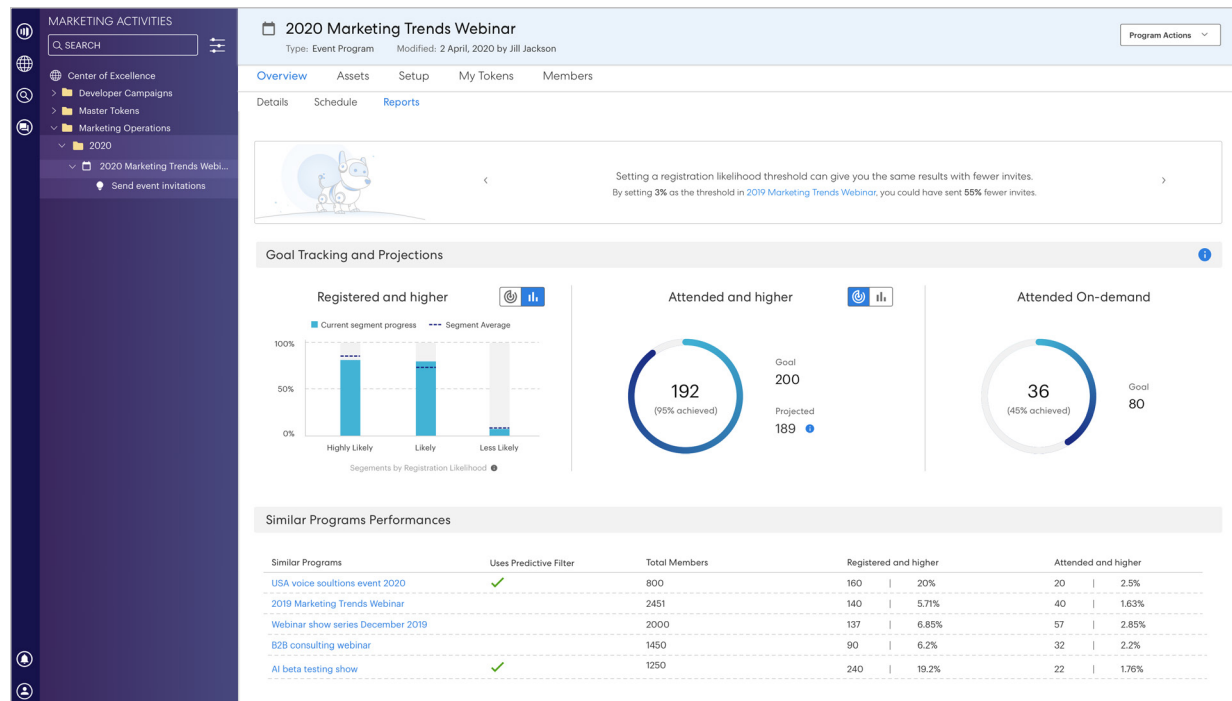 MARKETING ACTIVITIES
SEARCH
Center of Excellence
Developer Campaigns
Master Tokens
Marketing Operations
2020
2020 Marketing Trends Webi...
Send event invitations
2020 Marketing Trends Webinar
Type: Event Program Modified: 2 April, 2020 by Jill Jackson
Program Actions
Overview Assets Setup My Tokens Members
Details Schedule Reports
Setting a registration likelihood threshold can give you the same results with fewer invites.
By setting 3% as the threshold in 2019 Marketing Trends Webinar, you could have sent 55% fewer invites.
Goal Tracking and Projections
Registered and higher
Current segment progress Segment Average
100%
50%
0%
Highly Likely Likely Less Likely
Segements by Registration Likelihood
Attended and higher
192
(95% achieved)
Goal
200
Projected
189
Attended On-demand
36
(45% achieved)
Goal
80
Similar Programs Performances
Similar Programs Uses Predictive Filter Total Members Registered and higher Attended and higher
USA voice soultions event 2020 800 160 | 20% 20 | 2.5%
2019 Marketing Trends Webinar 2451 140 | 5.71% 40 | 1.63%
Webinar show series December 2019 2000 137 | 6.85% 57 | 2.85%
B2B consulting webinar 1450 90 | 6.2% 32 | 2.2%
AI beta testing show 1250 240 | 19.2% 22 | 1.76%